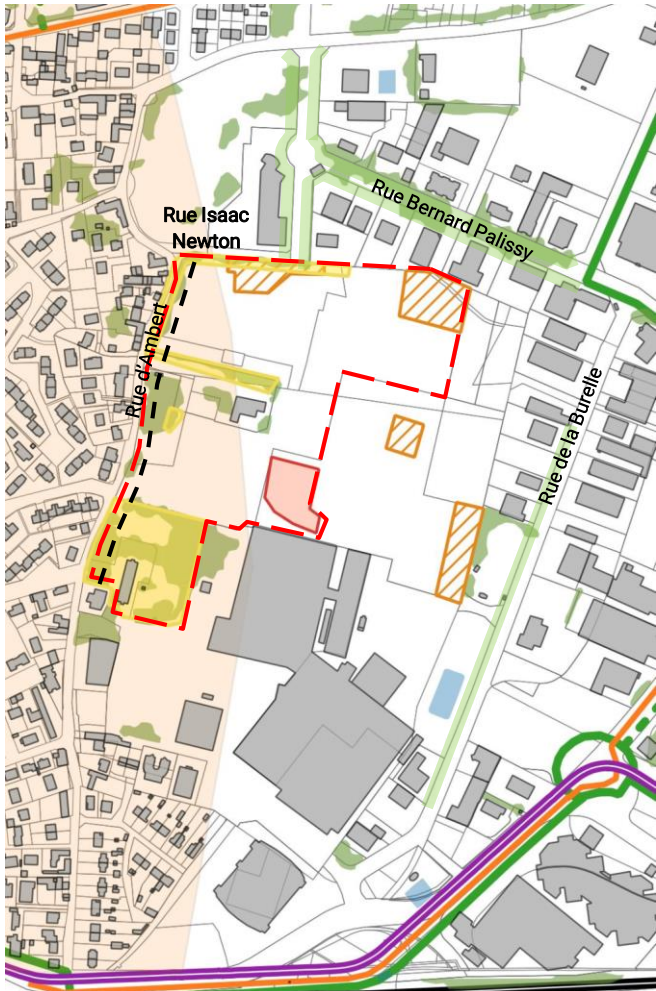 Rue Isaac
Newton
Rue Bernard Palissy
Rue d'Ambert
Rue de la Burelle